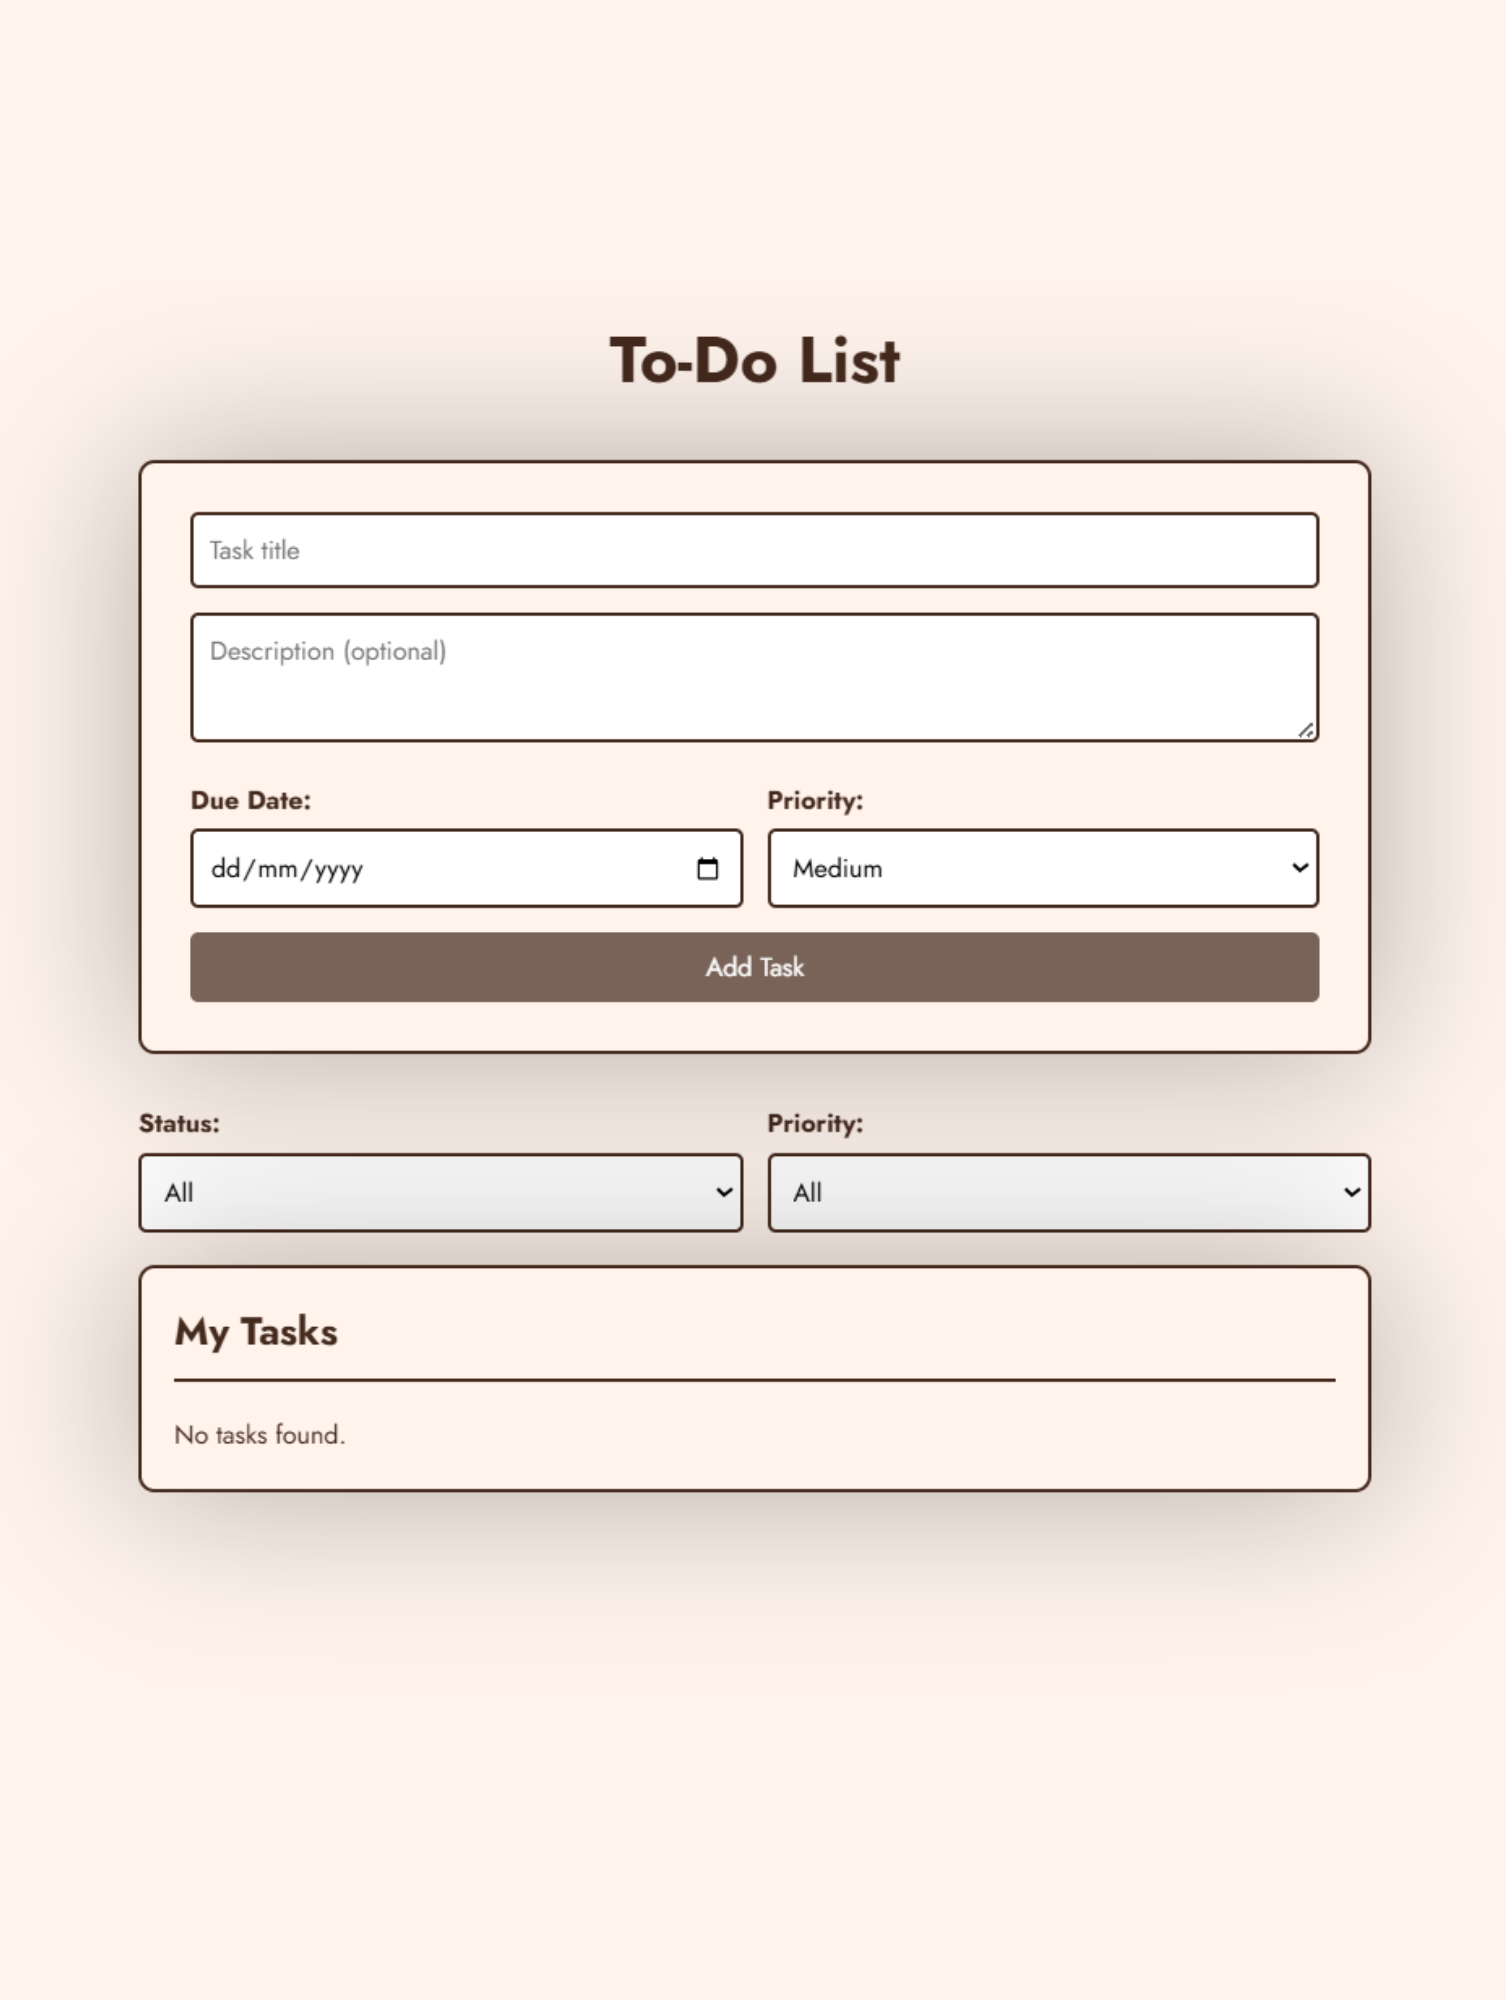 To-Do List
Task title
Description (optional)
Due Date:
Priority:
dd/mm/yyyy
Medium
Add Task
Status:
Priority:
All
All
My Tasks
No tasks found.